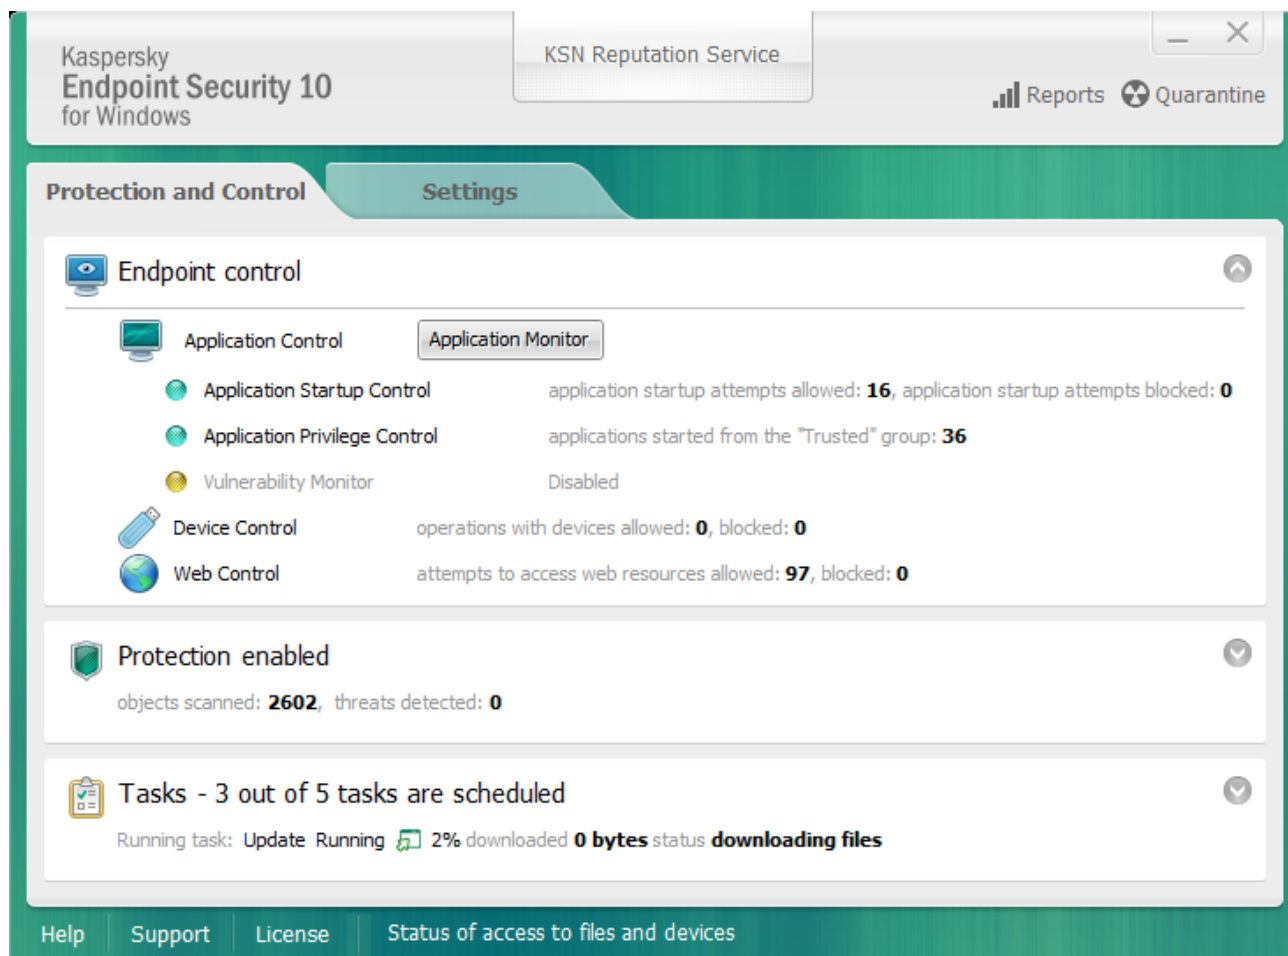 Kaspersky
Endpoint Security 10
for Windows
KSN Reputation Service
Reports Quarantine
Protection and Control Settings
Endpoint control
Application Control Application Monitor
Application Startup Control application startup attempts allowed: 16, application startup attempts blocked: 0
Application Privilege Control applications started from the "Trusted" group: 36
Vulnerability Monitor Disabled
Device Control operations with devices allowed: 0, blocked: 0
Web Control attempts to access web resources allowed: 97, blocked: 0
Protection enabled
objects scanned: 2602, threats detected: 0
Tasks - 3 out of 5 tasks are scheduled
Running task: Update Running 2% downloaded 0 bytes status downloading files
Help Support License Status of access to files and devices